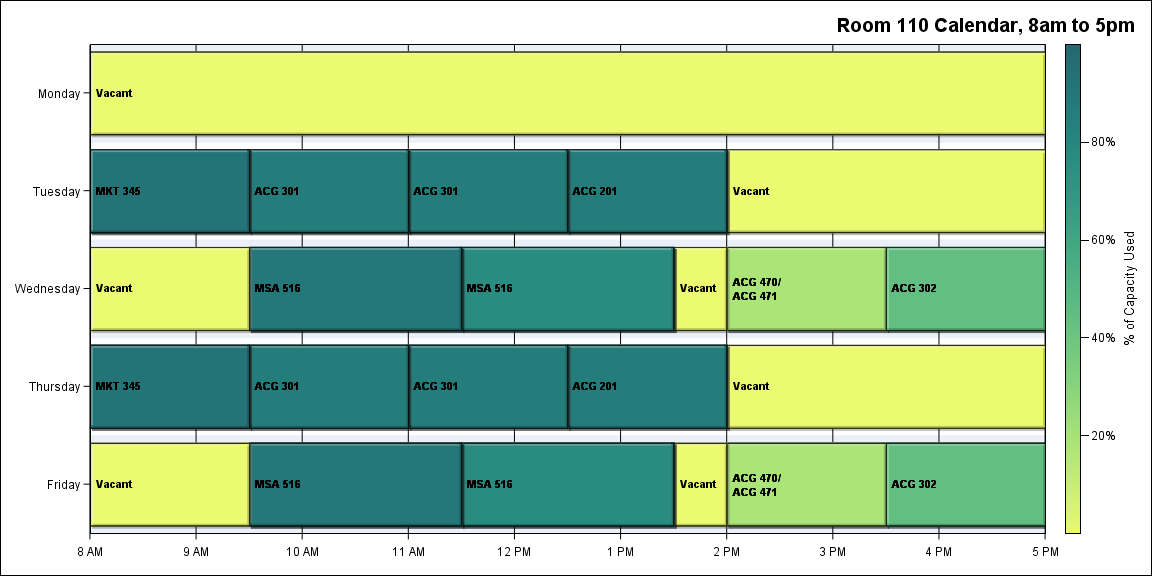 Room 110 Calendar, 8am to 5pm
Monday
Vacant
Tuesday
MKT 345
ACG 301
ACG 301
ACG 201
Vacant
Wednesday
Vacant
MSA 516
MSA 516
Vacant
ACG 470/
ACG 471
ACG 302
Thursday
MKT 345
ACG 301
ACG 301
ACG 201
Vacant
Friday
Vacant
MSA 516
MSA 516
Vacant
ACG 470/
ACG 471
ACG 302
8 AM
9 AM
10 AM
11 AM
12 PM
1 PM
2 PM
3 PM
4 PM
5 PM
80%
60%
40%
20%
% of Capacity Used